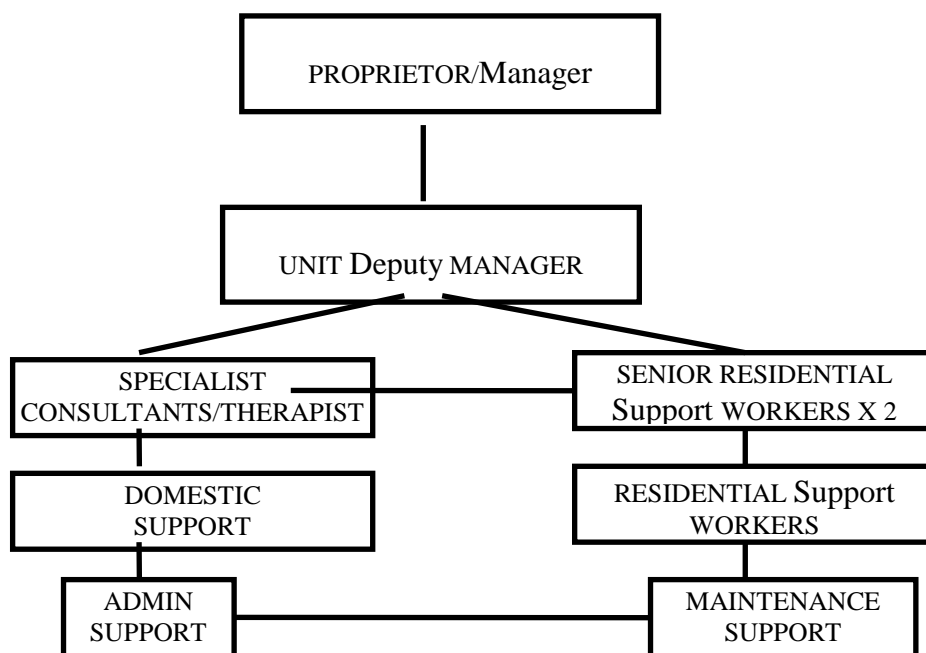 PROPRIETOR/Manager
UNIT Deputy MANAGER
SPECIALIST
CONSULTANTS/THERAPIST
SENIOR RESIDENTIAL
Support WORKERS X 2
DOMESTIC
SUPPORT
RESIDENTIAL Support
WORKERS
ADMIN
SUPPORT
MAINTENANCE
SUPPORT